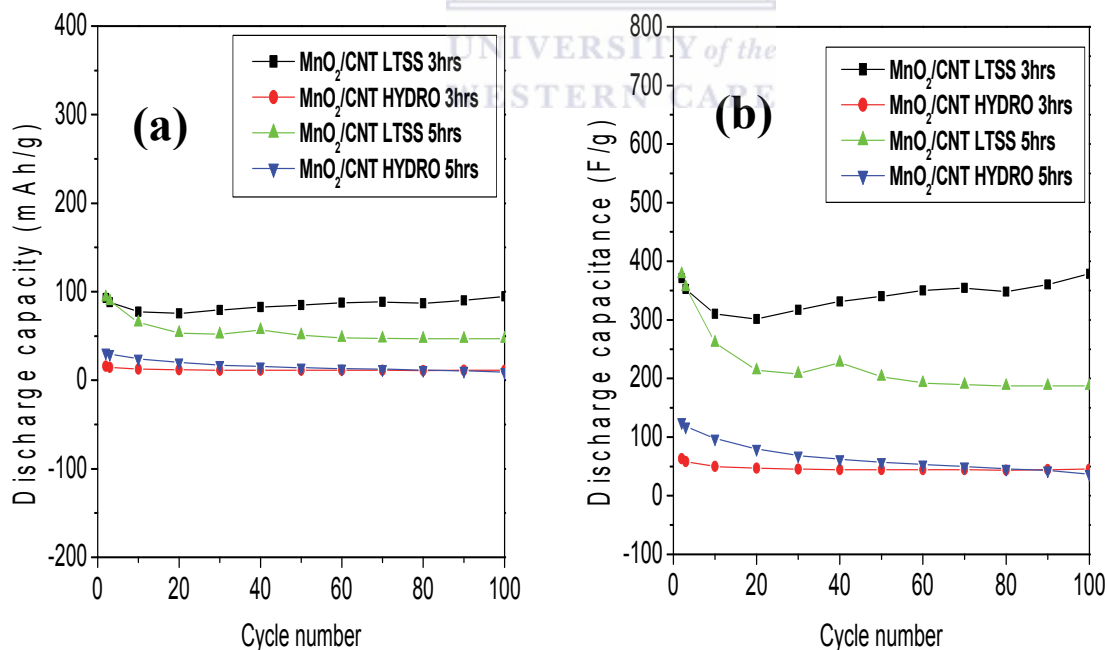 UNIVERSITY of the
WESTERN CAPE
(a)
MnO2/CNT LTSS 3hrs
MnO2/CNT HYDRO 3hrs
MnO2/CNT LTSS 5hrs
MnO2/CNT HYDRO 5hrs
Discharge capacity (mAh/g)
400
300
200
100
0
-100
-200
0 20 40 60 80 100
Cycle number
(b)
MnO2/CNT LTSS 3hrs
MnO2/CNT HYDRO 3hrs
MnO2/CNT LTSS 5hrs
MnO2/CNT HYDRO 5hrs
Discharge capacitance (F/g)
800
700
600
500
400
300
200
100
0
-100
0 20 40 60 80 100
Cycle number